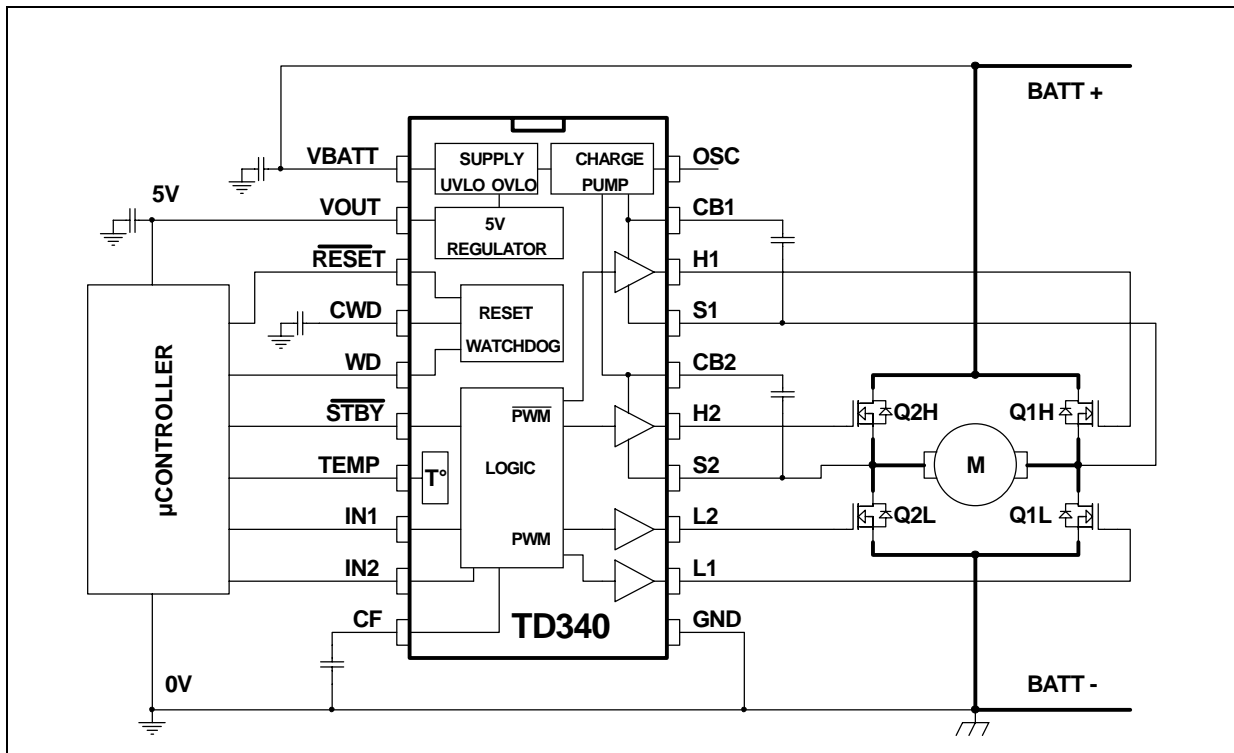 BATT +
VBATT
SUPPLY
UVLO OVLO
CHARGE
PUMP
OSC
5V
VOUT
5V
REGULATOR
CB1
RESET
H1
CWD
RESET
WATCHDOG
S1
WD
CB2
STBY
PWM
H2
Q2H
Q1H
µCONTROLLER
TEMP
T°
LOGIC
S2
M
IN1
PWM
L2
Q2L
Q1L
IN2
L1
CF
TD340
GND
0V
BATT -